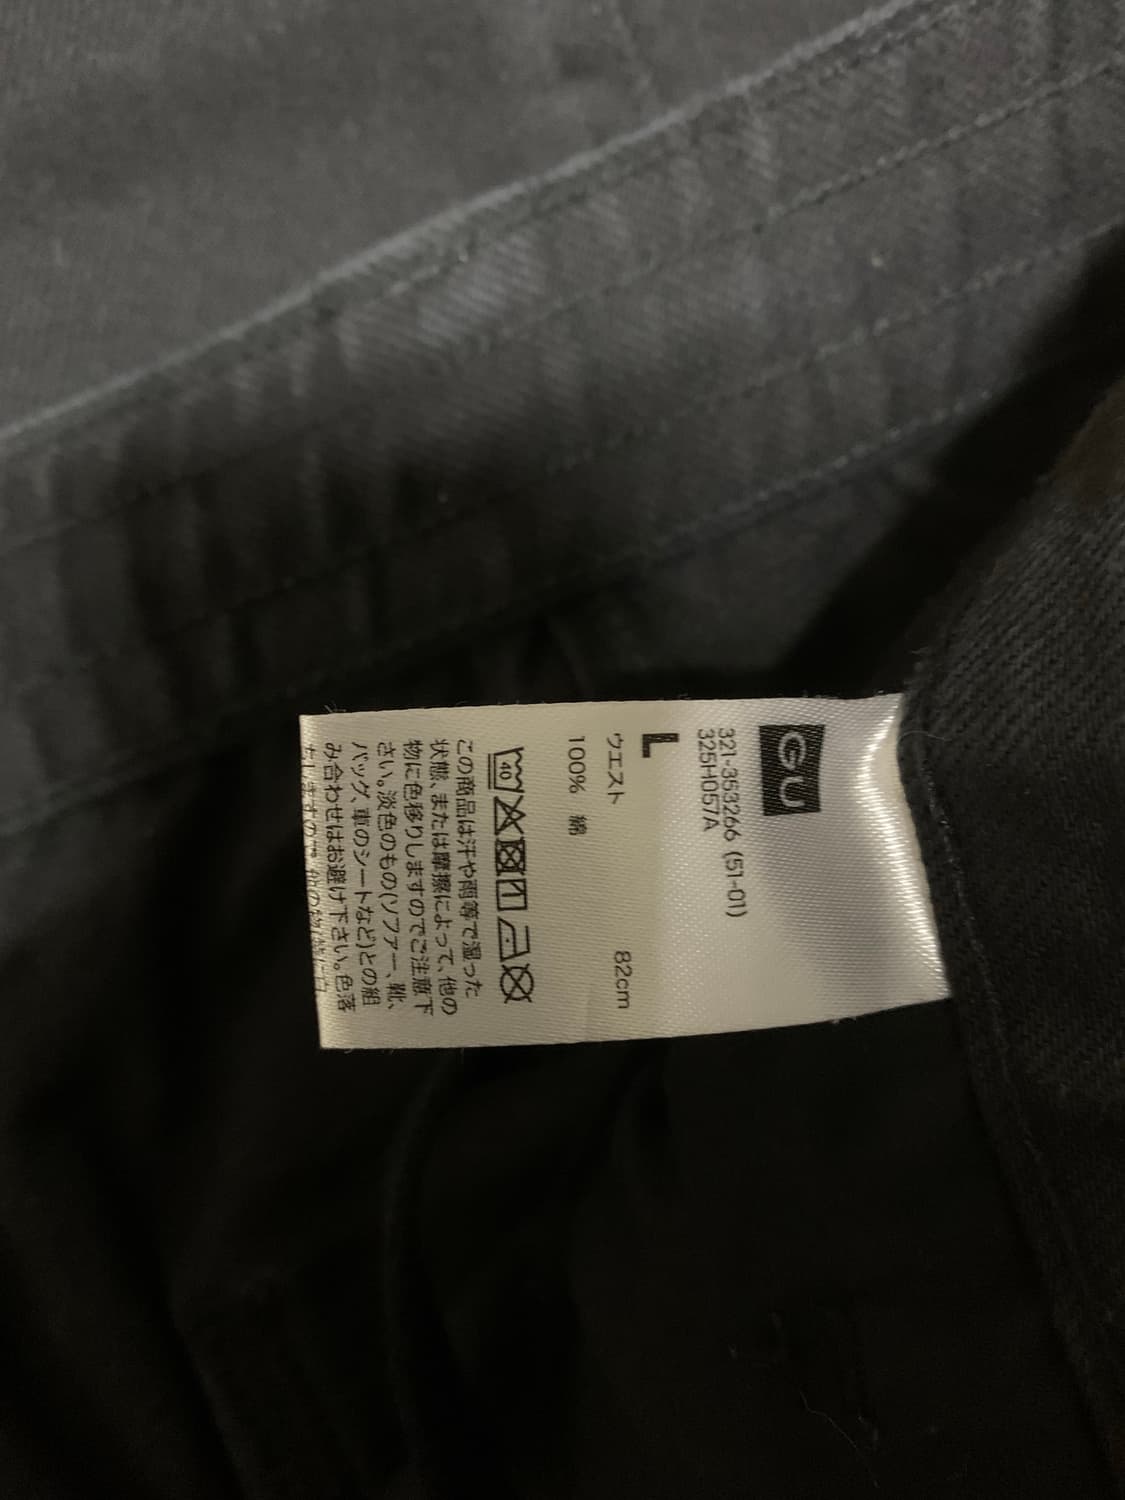 GU
321-353266 (51-01)
325H057A
L
ウエスト 82cm
100% 綿
40
この商品は汗や雨等で湿った
状態、または摩擦によって、他の
物に色移りしますのでご注意下
さい。淡色のもの(ソファー、靴、
バッグ、車のシートなど)との組
み合わせはお避け下さい。色落